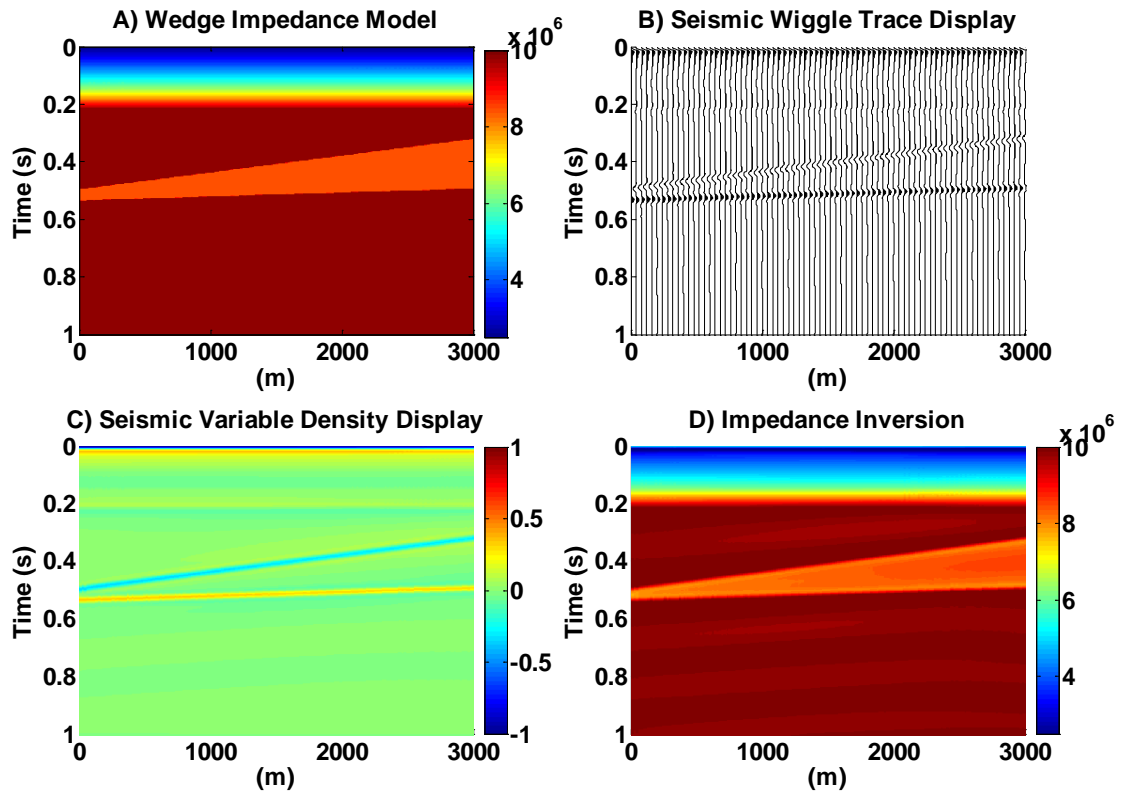 A) Wedge Impedance Model
x 10^6
0
0.2
0.4
0.6
0.8
1
Time (s)
0 1000 2000 3000
(m)
10
8
6
4
B) Seismic Wiggle Trace Display
0
0.2
0.4
0.6
0.8
1
Time (s)
0 1000 2000 3000
(m)
C) Seismic Variable Density Display
0
0.2
0.4
0.6
0.8
1
Time (s)
0 1000 2000 3000
(m)
1
0.5
0
-0.5
-1
D) Impedance Inversion
x 10^6
0
0.2
0.4
0.6
0.8
1
Time (s)
0 1000 2000 3000
(m)
10
8
6
4